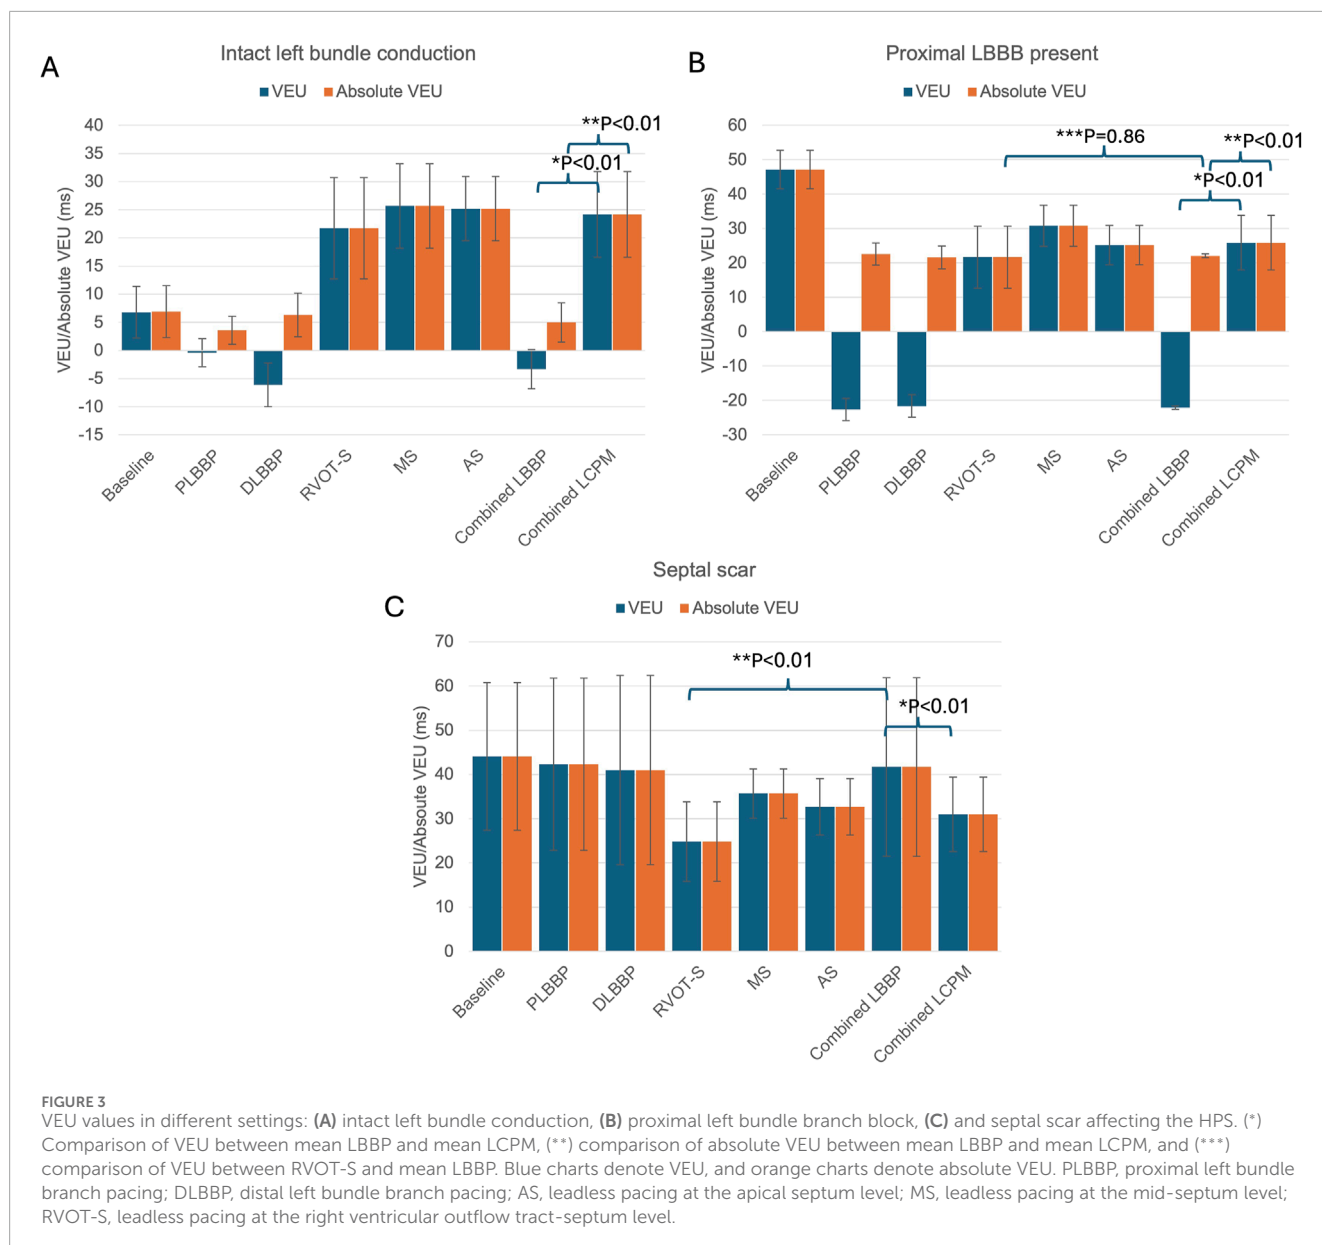 A
Intact left bundle conduction
VEU Absolute VEU
VEU/Absolute VEU (ms)
40
35
30
25
20
15
10
5
0
-5
-10
-15
**P<0.01
*P<0.01
Baseline
PLBBP
DLBBP
RVOT-S
MS
AS
Combined LBBP
Combined LCPM
B
Proximal LBBB present
VEU Absolute VEU
VEU/Absolute VEU (ms)
60
50
40
30
20
10
0
-10
-20
-30
***P=0.86
**P<0.01
*P<0.01
Baseline
PLBBP
DLBBP
RVOT-S
MS
AS
Combined LBBP
Combined LCPM
C
Septal scar
VEU Absolute VEU
VEU/Absoute VEU (ms)
70
60
50
40
30
20
10
0
**P<0.01
*P<0.01
Baseline
PLBBP
DLBBP
RVOT-S
MS
AS
Combined LBBP
Combined LCPM
FIGURE 3
VEU values in different settings: (A) intact left bundle conduction, (B) proximal left bundle branch block, (C) and septal scar affecting the HPS. (*)
Comparison of VEU between mean LBBP and mean LCPM, (**) comparison of absolute VEU between mean LBBP and mean LCPM, and (***)
comparison of VEU between RVOT-S and mean LBBP. Blue charts denote VEU, and orange charts denote absolute VEU. PLBBP, proximal left bundle
branch pacing; DLBBP, distal left bundle branch pacing; AS, leadless pacing at the apical septum level; MS, leadless pacing at the mid-septum level;
RVOT-S, leadless pacing at the right ventricular outflow tract-septum level.